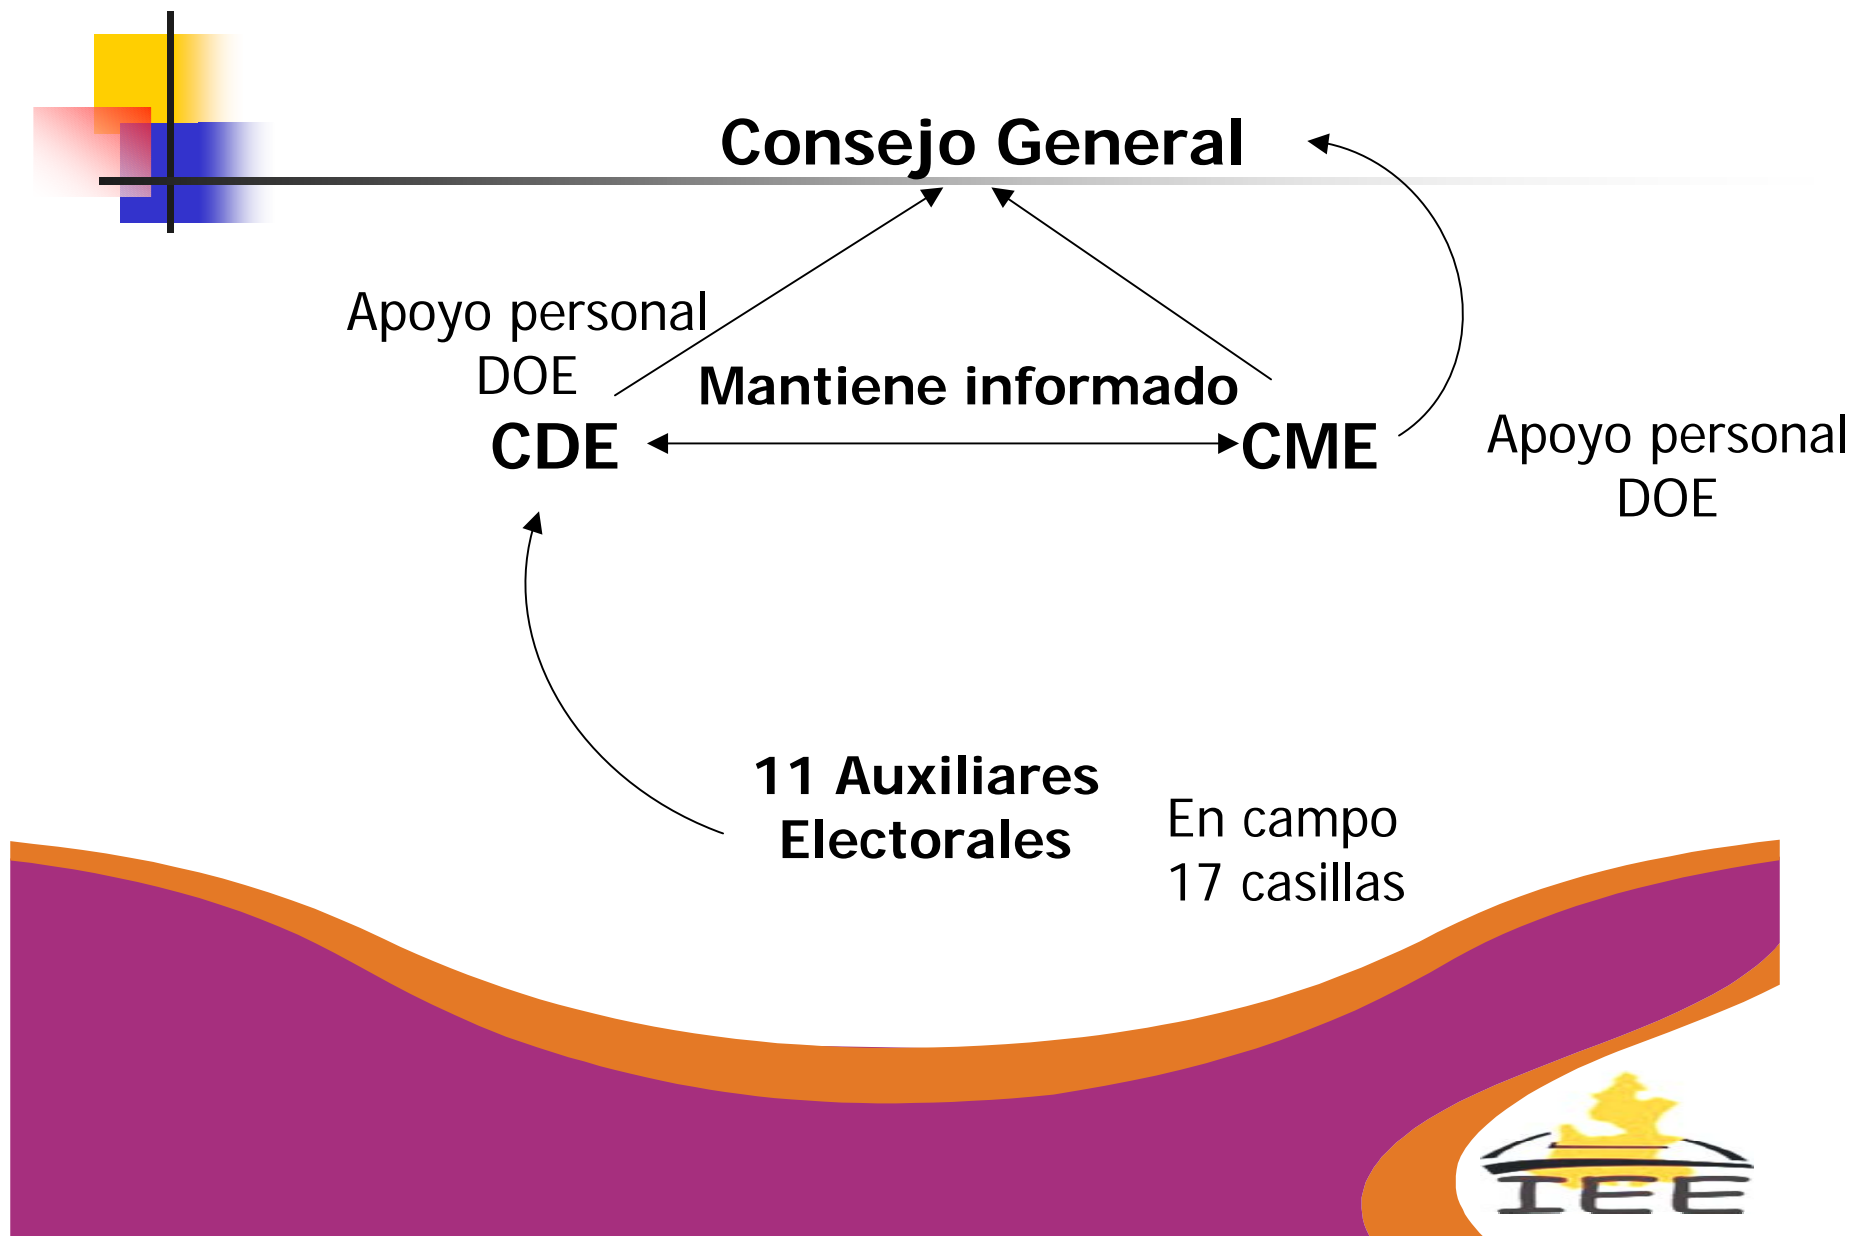 Consejo General
Apoyo personal
DOE
Mantiene informado
CDE
CME
Apoyo personal
DOE
11 Auxiliares
Electorales
En campo
17 casillas
IEE